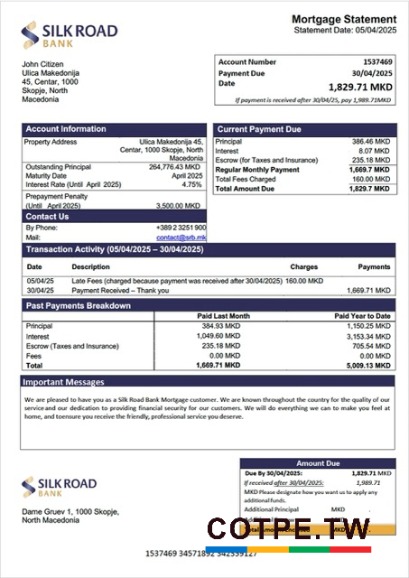 SILK ROAD
BANK
Mortgage Statement
Statement Date: 05/04/2025
John Citizen
Ulica Makedonija
45, Centar, 1000
Skopje, North
Macedonia
Account Number 1537469
Payment Due 30/04/2025
Date
1,829.71 MKD
if payment is received after 30/04/25, pay 1,989.71MKD
Account Information
Property Address Ulica Makedonija 45,
Centar, 1000 Skopje, North
Macedonia
Outstanding Principal 264,776.43 MKD
Maturity Date April 2025
Interest Rate (Until April 2025) 4.75%
Prepayment Penalty
(Until April 2025) 3,500.00 MKD
Contact Us
By Phone: +389 2 3251 900
Mail: contact@sirb.mk
Current Payment Due
Principal 386.46 MKD
Interest 8.07 MKD
Escrow (for Taxes and Insurance) 235.18 MKD
Regular Monthly Payment 1,669.7 MKD
Total Fees Charged 160.00 MKD
Total Amount Due 1,829.7 MKD
Transaction Activity (05/04/2025 – 30/04/2025)
Date Description Charges Payments
05/04/25 Late Fees (charged because payment was received after 30/04/2025) 160.00 MKD
30/04/25 Payment Received – Thank you 1,669.71 MKD
Past Payments Breakdown
Paid Last Month Paid Year to Date
Principal 384.93 MKD 1,150.25 MKD
Interest 1,049.60 MKD 3,153.34 MKD
Escrow (Taxes and Insurance) 235.18 MKD 705.54 MKD
Fees 0.00 MKD 0.00 MKD
Total 1,669.71 MKD 5,009.13 MKD
Important Messages
We are pleased to have you as a Silk Road Bank Mortgage customer. We are known throughout the country for the quality of our
service and our dedication to providing financial security for our customers. We will do everything we can to make you feel at
home, and to ensure you receive the friendly, professional service you deserve.
SILK ROAD
BANK
Dame Gruev 1, 1000 Skopje,
North Macedonia
Amount Due
Due By 30/04/2025: 1,829.71 MKD
If received after 30/04/2025: 1,989.71
MKD Please designate how you want us to apply any
additional funds.
Additional Principal MKD
COTPE.TW
1537469 34571892 342359127